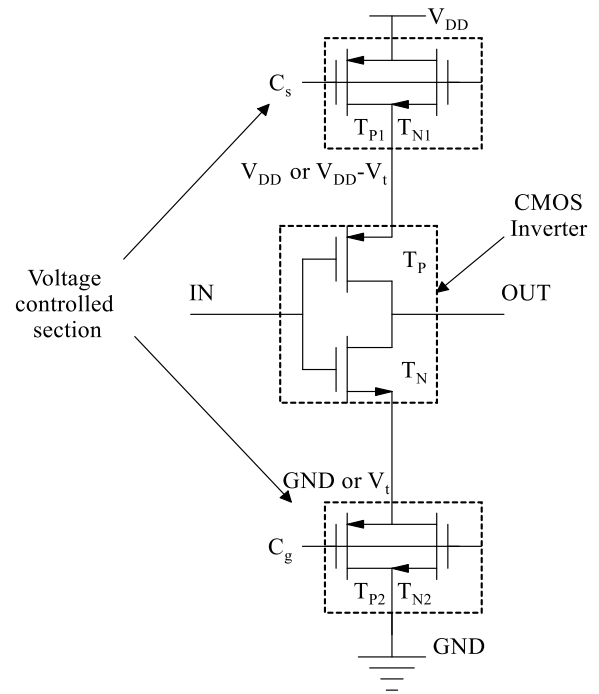 V_DD
C_s
T_P1 T_N1
V_DD or V_DD-V_t
CMOS
Inverter
T_P
Voltage
controlled
section
IN
OUT
T_N
GND or V_t
C_g
T_P2 T_N2
GND